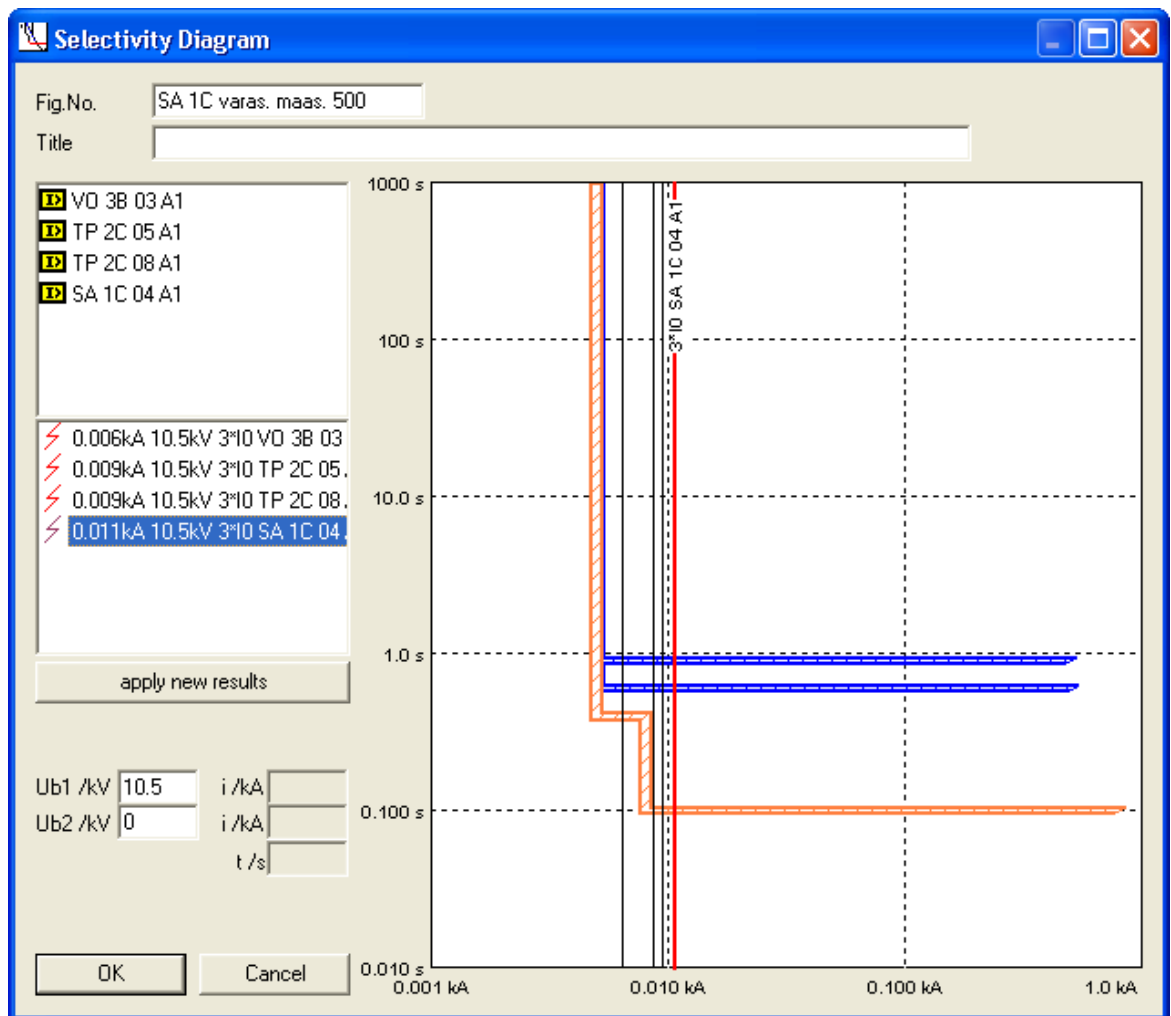 Selectivity Diagram
Fig.No. SA 1C varas. maas. 500
Title
VO 3B 03 A1
TP 2C 05 A1
TP 2C 08 A1
SA 1C 04 A1
0.006kA 10.5kV 3*I0 VO 3B 03
0.009kA 10.5kV 3*I0 TP 2C 05.
0.009kA 10.5kV 3*I0 TP 2C 08.
0.011kA 10.5kV 3*I0 SA 1C 04.
apply new results
Ub1 /kV 10.5 i /kA
Ub2 /kV 0 i /kA
t /s
OK Cancel
1000 s
100 s
10.0 s
1.0 s
0.100 s
0.010 s
3*I0 SA 1C 04 A1
0.001 kA 0.010 kA 0.100 kA 1.0 kA